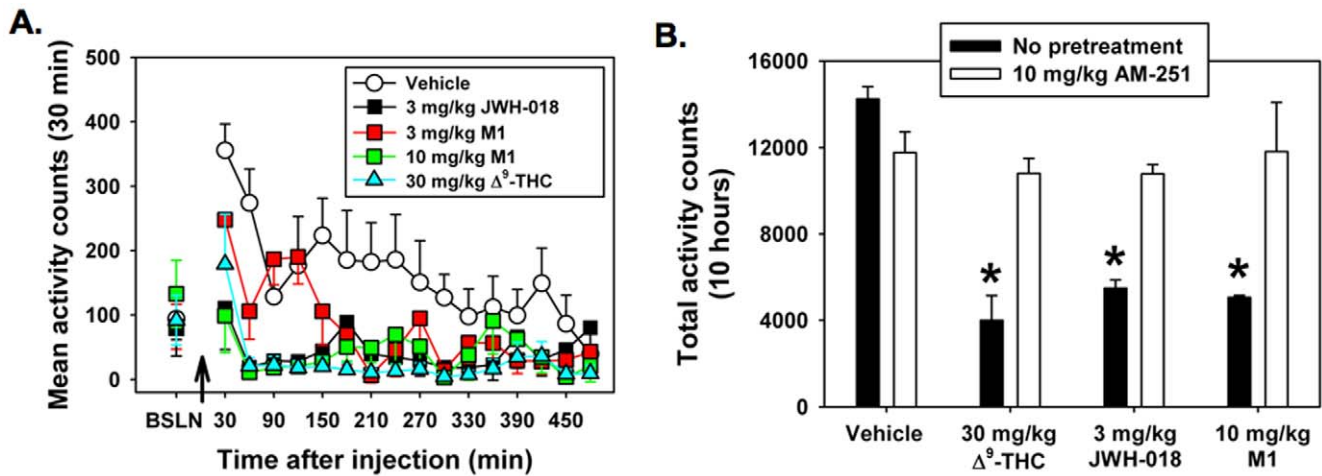 A.
Mean activity counts (30 min)
500
400
300
200
100
0
Vehicle
3 mg/kg JWH-018
3 mg/kg M1
10 mg/kg M1
30 mg/kg Δ⁹-THC
BSLN 30 90 150 210 270 330 390 450
Time after injection (min)
B.
No pretreatment
10 mg/kg AM-251
Total activity counts
(10 hours)
16000
12000
8000
4000
0
* * *
Vehicle 30 mg/kg 3 mg/kg 10 mg/kg
Δ⁹-THC JWH-018 M1